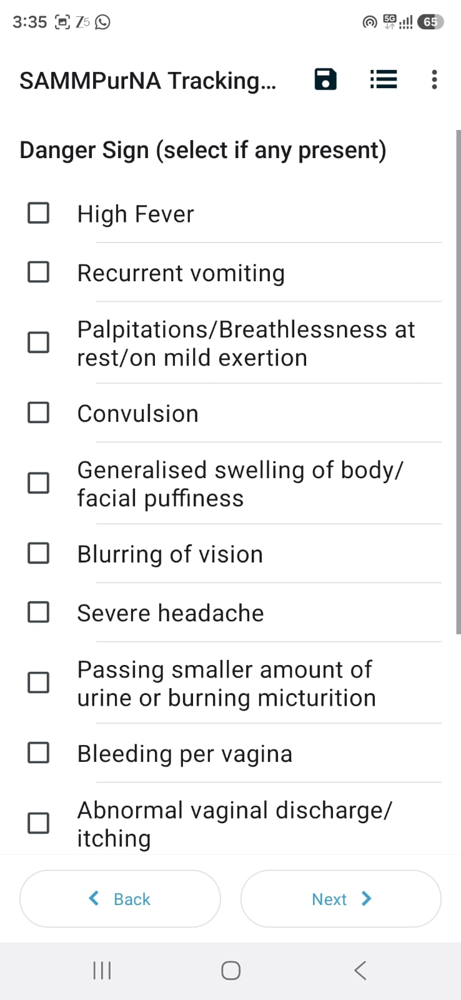 3:35
5G 65
SAMMPurNA Tracking...
Danger Sign (select if any present)
High Fever
Recurrent vomiting
Palpitations/Breathlessness at
rest/on mild exertion
Convulsion
Generalised swelling of body/
facial puffiness
Blurring of vision
Severe headache
Passing smaller amount of
urine or burning micturition
Bleeding per vagina
Abnormal vaginal discharge/
itching
Back
Next